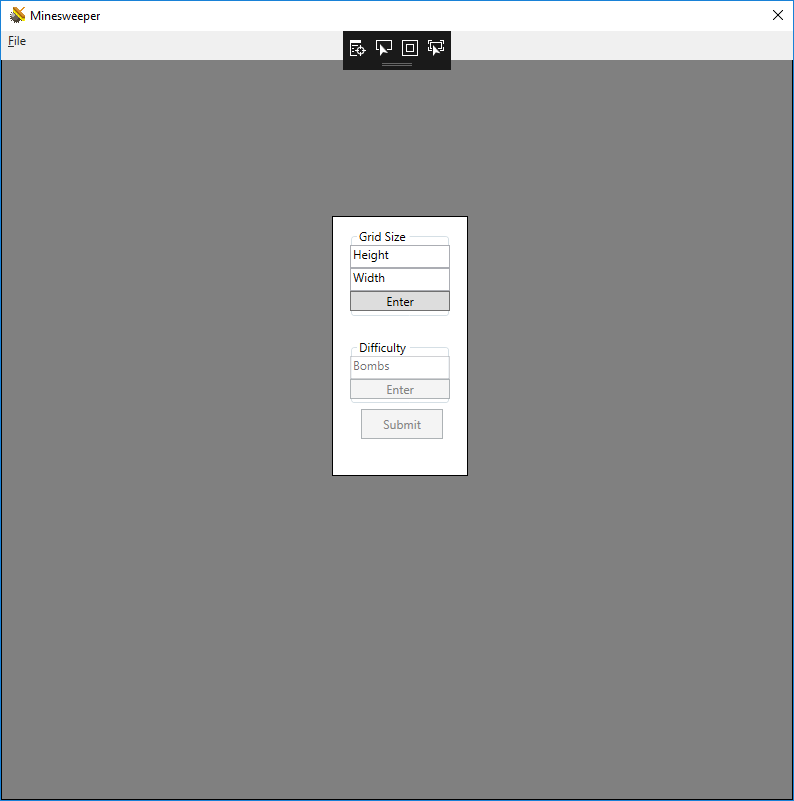 Minesweeper
File
Grid Size
Height
Width
Enter
Difficulty
Bombs
Enter
Submit